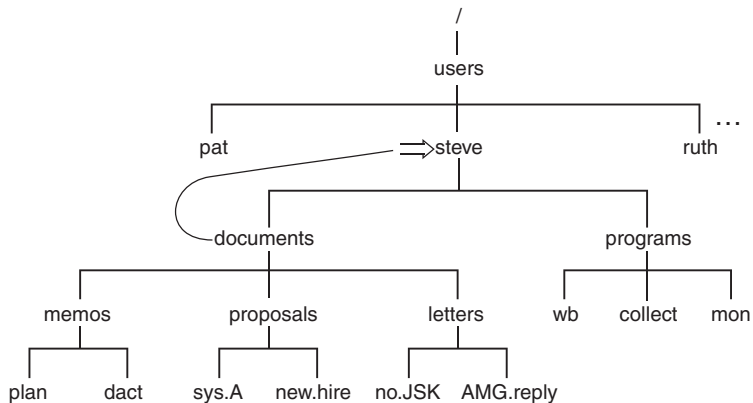 /
users
pat steve ruth ...
documents programs
memos proposals letters wb collect mon
plan dact sys.A new.hire no.JSK AMG.reply